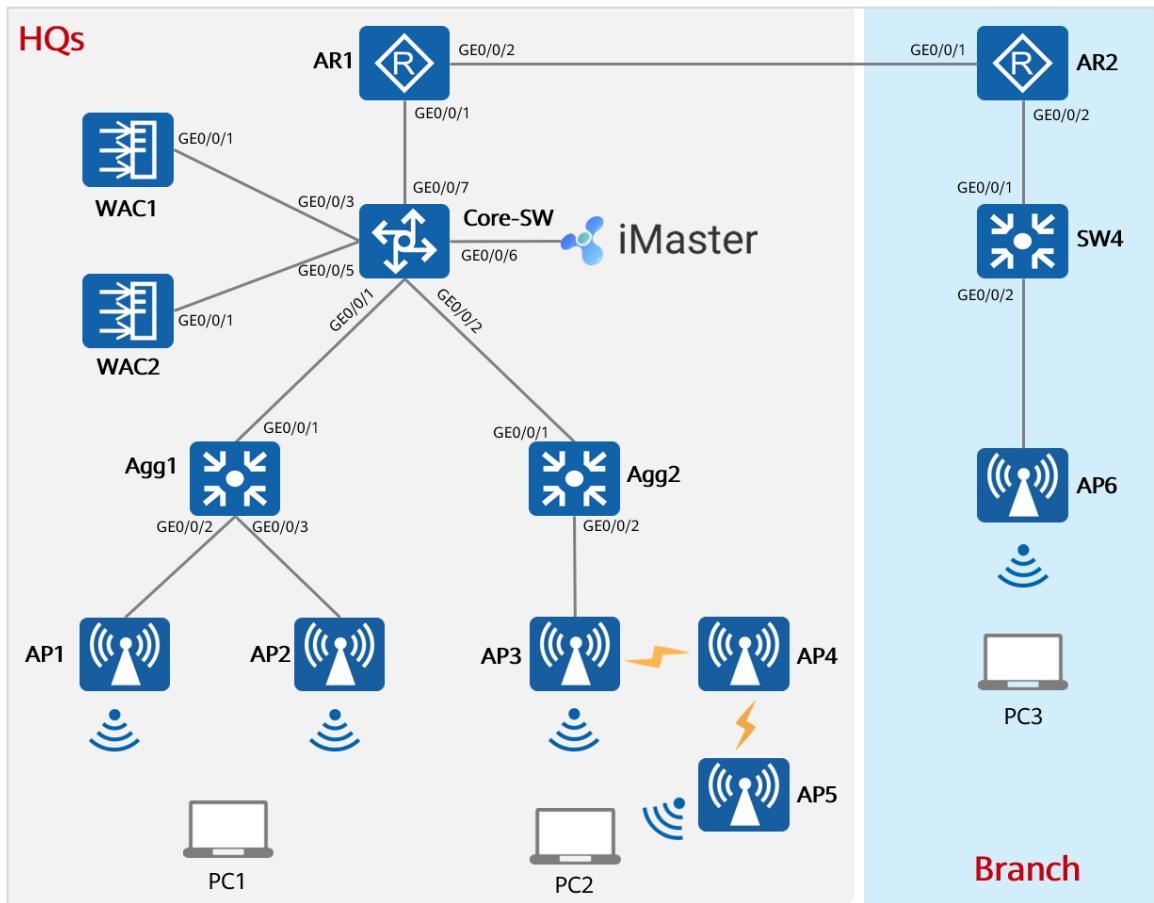 HQs
AR1
R
GE0/0/2
GE0/0/1
R
AR2
GE0/0/1
GE0/0/2
GE0/0/1
WAC1
GE0/0/3
GE0/0/7
Core-SW
GE0/0/6
iMaster
GE0/0/1
SW4
GE0/0/2
GE0/0/5
GE0/0/1
WAC2
GE0/0/1
GE0/0/2
GE0/0/1
Agg1
GE0/0/2
GE0/0/3
GE0/0/1
Agg2
GE0/0/2
AP6
AP1
AP2
AP3
AP4
AP5
PC1
PC2
PC3
Branch